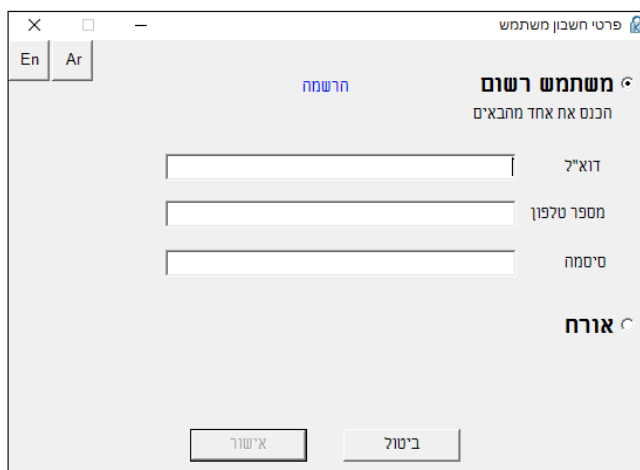 פרטי חשבון משתמש
En
Ar
משתמש רשום
הרשמה
הכנס את אחד מהבאים
דוא"ל
מספר טלפון
סיסמה
אורח
ביטול
אישור